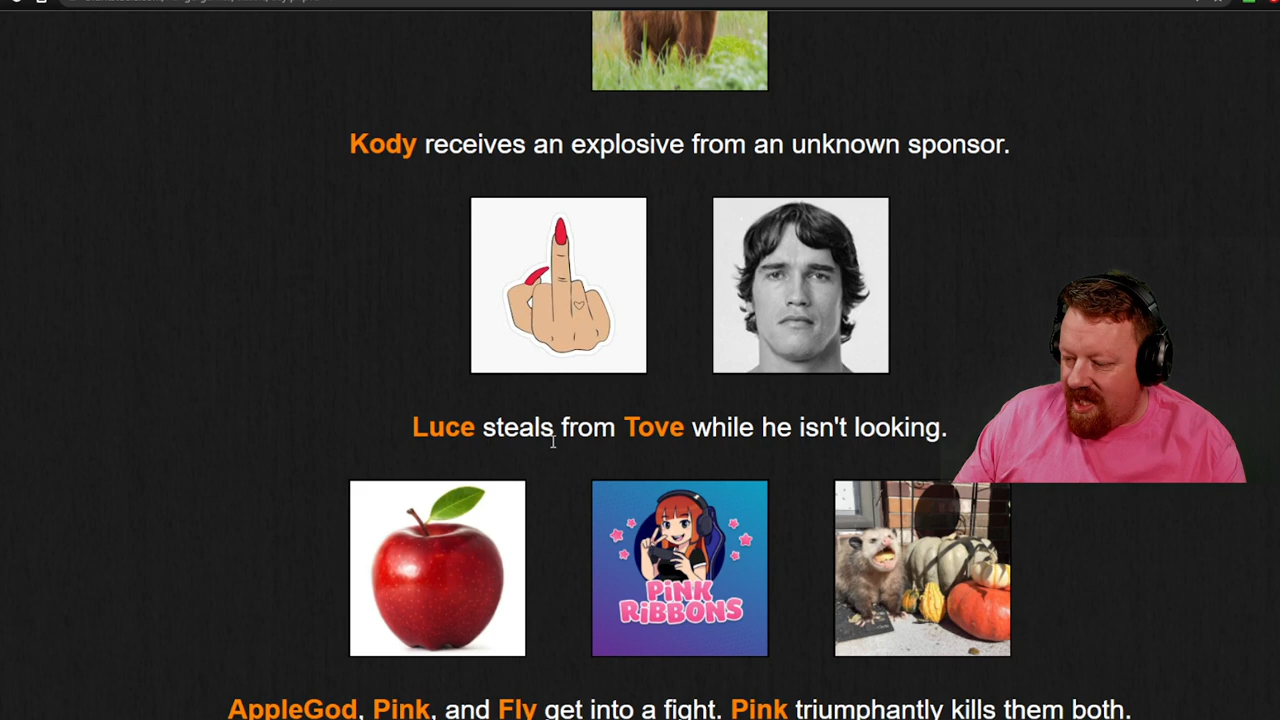 Kody receives an explosive from an unknown sponsor.
Luce steals from Tove while he isn't looking.
PiNK
RiBBONS
AppleGod, Pink, and Fly get into a fight. Pink triumphantly kills them both.